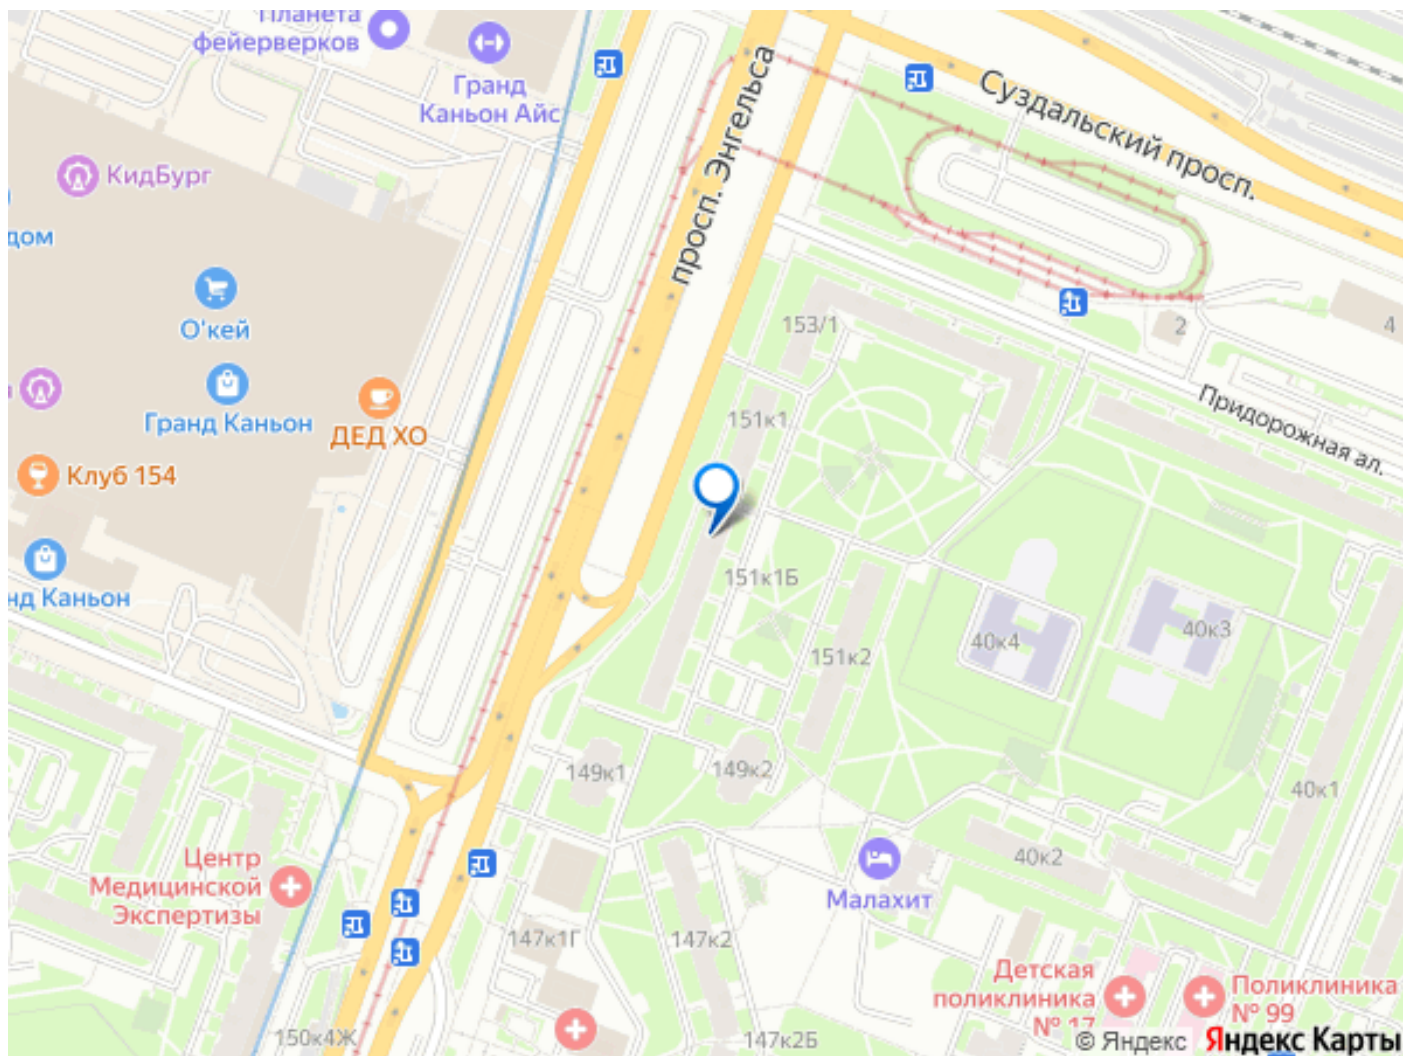 Планета
фейерверков
Гранд
Каньон Айс
просп. Энгельса
Суздальский просп.
КидБург
дом
О'кей
Гранд Каньон
ДЕД ХО
Клуб 154
нд Каньон
153/1
2
4
151к1
Придорожная ал.
151к1Б
151к2
40к4
40к3
149к1
149к2
40к1
40к2
Центр
Медицинской
Экспертизы
Малахит
147к1Г
147к2
Детская
поликлиника
№ 17
Поликлиника
№ 99
150к4Ж
147к2Б
© Яндекс Яндекс Карты